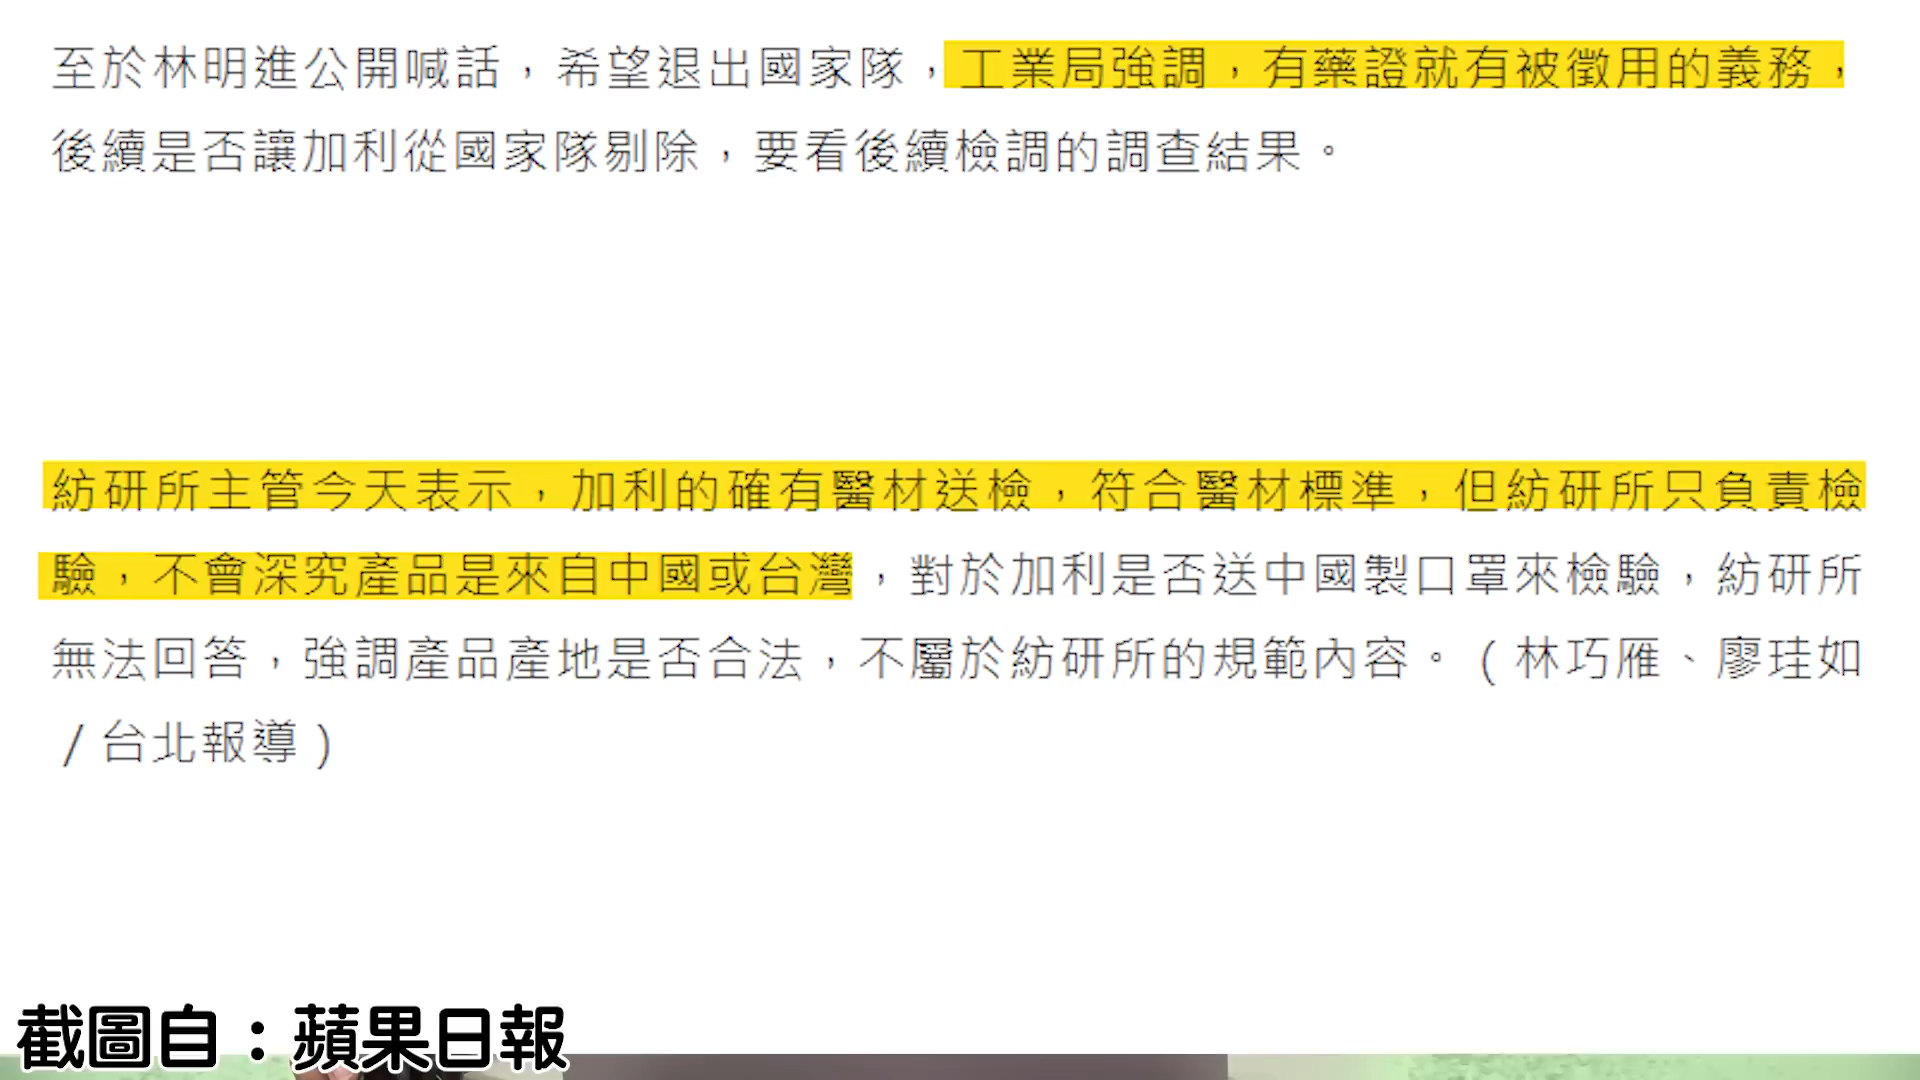 至於林明進公開喊話，希望退出國家隊，工業局強調，有藥證就有被徵用的義務，
後續是否讓加利從國家隊剔除，要看後續檢調的調查結果。
紡研所主管今天表示，加利的確有醫材送檢，符合醫材標準，但紡研所只負責檢
驗，不會深究產品是來自中國或台灣，對於加利是否送中國製口罩來檢驗，紡研所
無法回答，強調產品產地是否合法，不屬於紡研所的規範內容。（林巧雁、廖珪如
／台北報導）
截圖自：蘋果日報